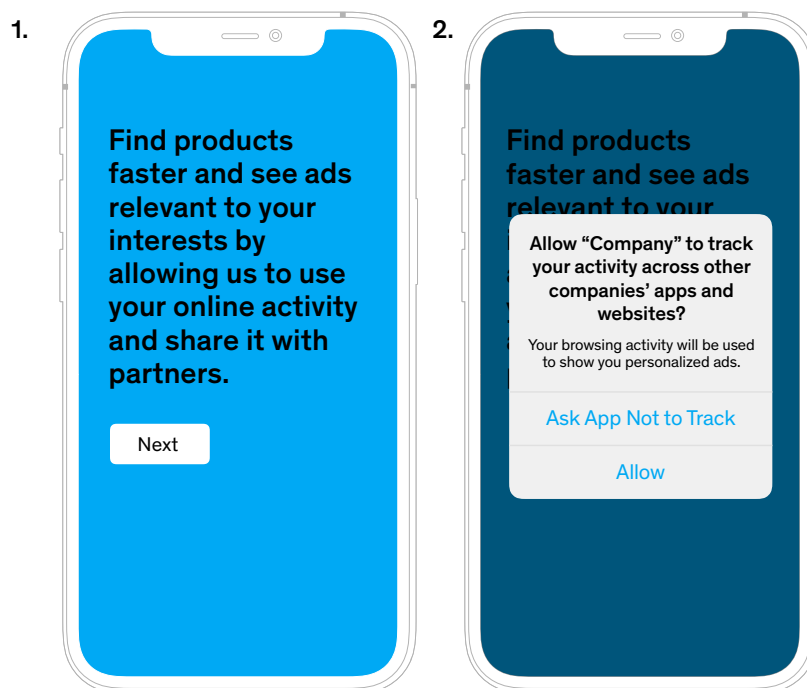 1.
Find products
faster and see ads
relevant to your
interests by
allowing us to use
your online activity
and share it with
partners.
Next
2.
Find products
faster and see ads
relevant to your
Allow “Company” to track
your activity across other
companies’ apps and
websites?
Your browsing activity will be used
to show you personalized ads.
Ask App Not to Track
Allow